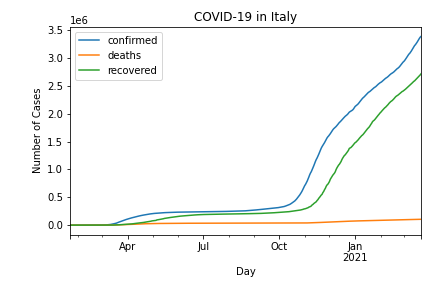 COVID-19 in Italy
1e6
confirmed
deaths
recovered
Number of Cases
3.5
3.0
2.5
2.0
1.5
1.0
0.5
0.0
Apr
Jul
Oct
Jan
2021
Day